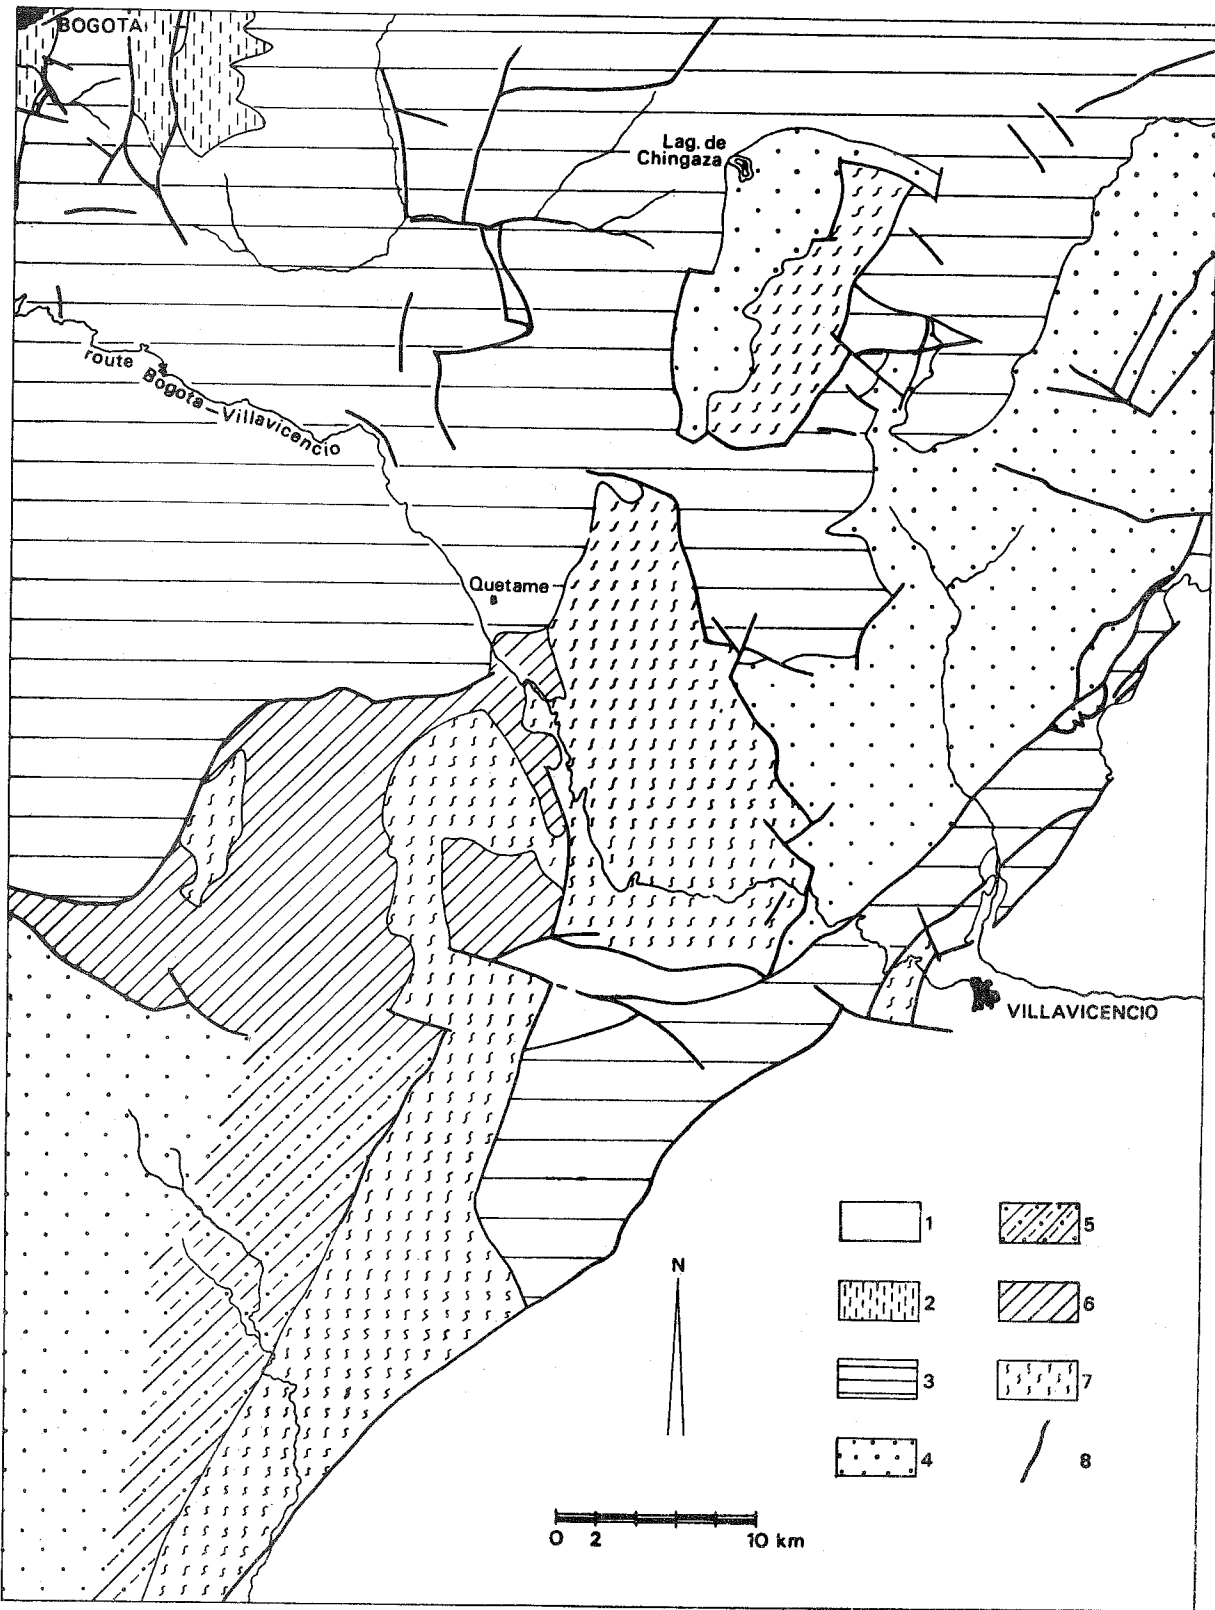 BOGOTA
Lag. de
Chingaza
route Bogota–Villavicencio
Quetame
VILLAVICENCIO
1
5
2
6
3
7
4
8
N
0 2 10 km